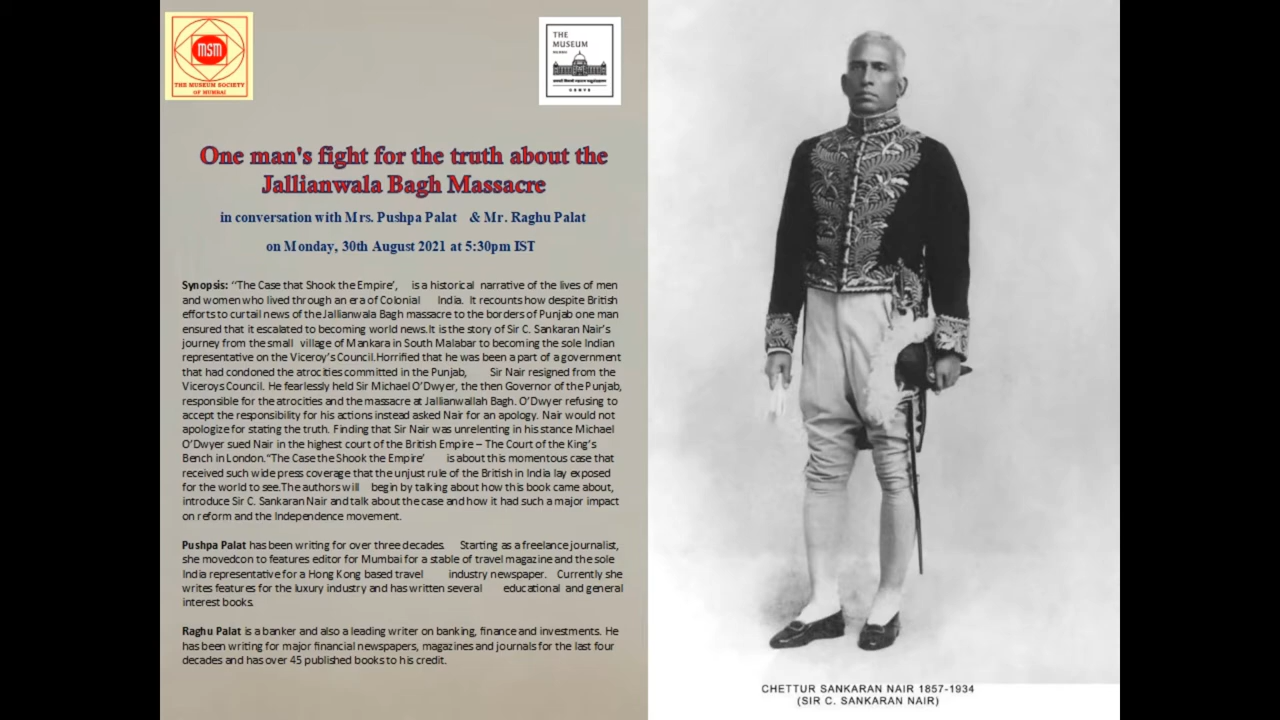 msm
THE MUSEUM SOCIETY
OF MUMBAI
THE
MUSEUM
One man's fight for the truth about the
Jallianwala Bagh Massacre
in conversation with Mrs. Pushpa Palat & Mr. Raghu Palat
on Monday, 30th August 2021 at 5:30pm IST
Synopsis: ‘‘The Case that Shook the Empire’, is a historical narrative of the lives of men
and women who lived through an era of Colonial India. It recounts how despite British
efforts to curtail news of the Jallianwala Bagh massacre to the borders of Punjab one man
ensured that it escalated to becoming world news.It is the story of Sir C. Sankaran Nair’s
journey from the small village of Mankara in South Malabar to becoming the sole Indian
representative on the Viceroy’s Council.Horrified that he was been a part of a government
that had condoned the atrocities committed in the Punjab, Sir Nair resigned from the
Viceroys Council. He fearlessly held Sir Michael O’Dwyer, the then Governor of the Punjab,
responsible for the atrocities and the massacre at Jallianwallah Bagh. O’Dwyer refusing to
accept the responsibility for his actions instead asked Nair for an apology. Nair would not
apologize for stating the truth. Finding that Sir Nair was unrelenting in his stance Michael
O’Dwyer sued Nair in the highest court of the British Empire – The Court of the King’s
Bench in London.“The Case the Shook the Empire’ is about this momentous case that
received such wide press coverage that the unjust rule of the British in India lay exposed
for the world to see.The authors will begin by talking about how this book came about,
introduce Sir C. Sankaran Nair and talk about the case and how it had such a major impact
on reform and the Independence movement.
Pushpa Palat has been writing for over three decades. Starting as a freelance journalist,
she movedcon to features editor for Mumbai for a stable of travel magazine and the sole
India representative for a Hong Kong based travel industry newspaper. Currently she
writes features for the luxury industry and has written several educational and general
interest books.
Raghu Palat is a banker and also a leading writer on banking, finance and investments. He
has been writing for major financial newspapers, magazines and journals for the last four
decades and has over 45 published books to his credit.
CHETTUR SANKARAN NAIR 1857-1934
(SIR C. SANKARAN NAIR)